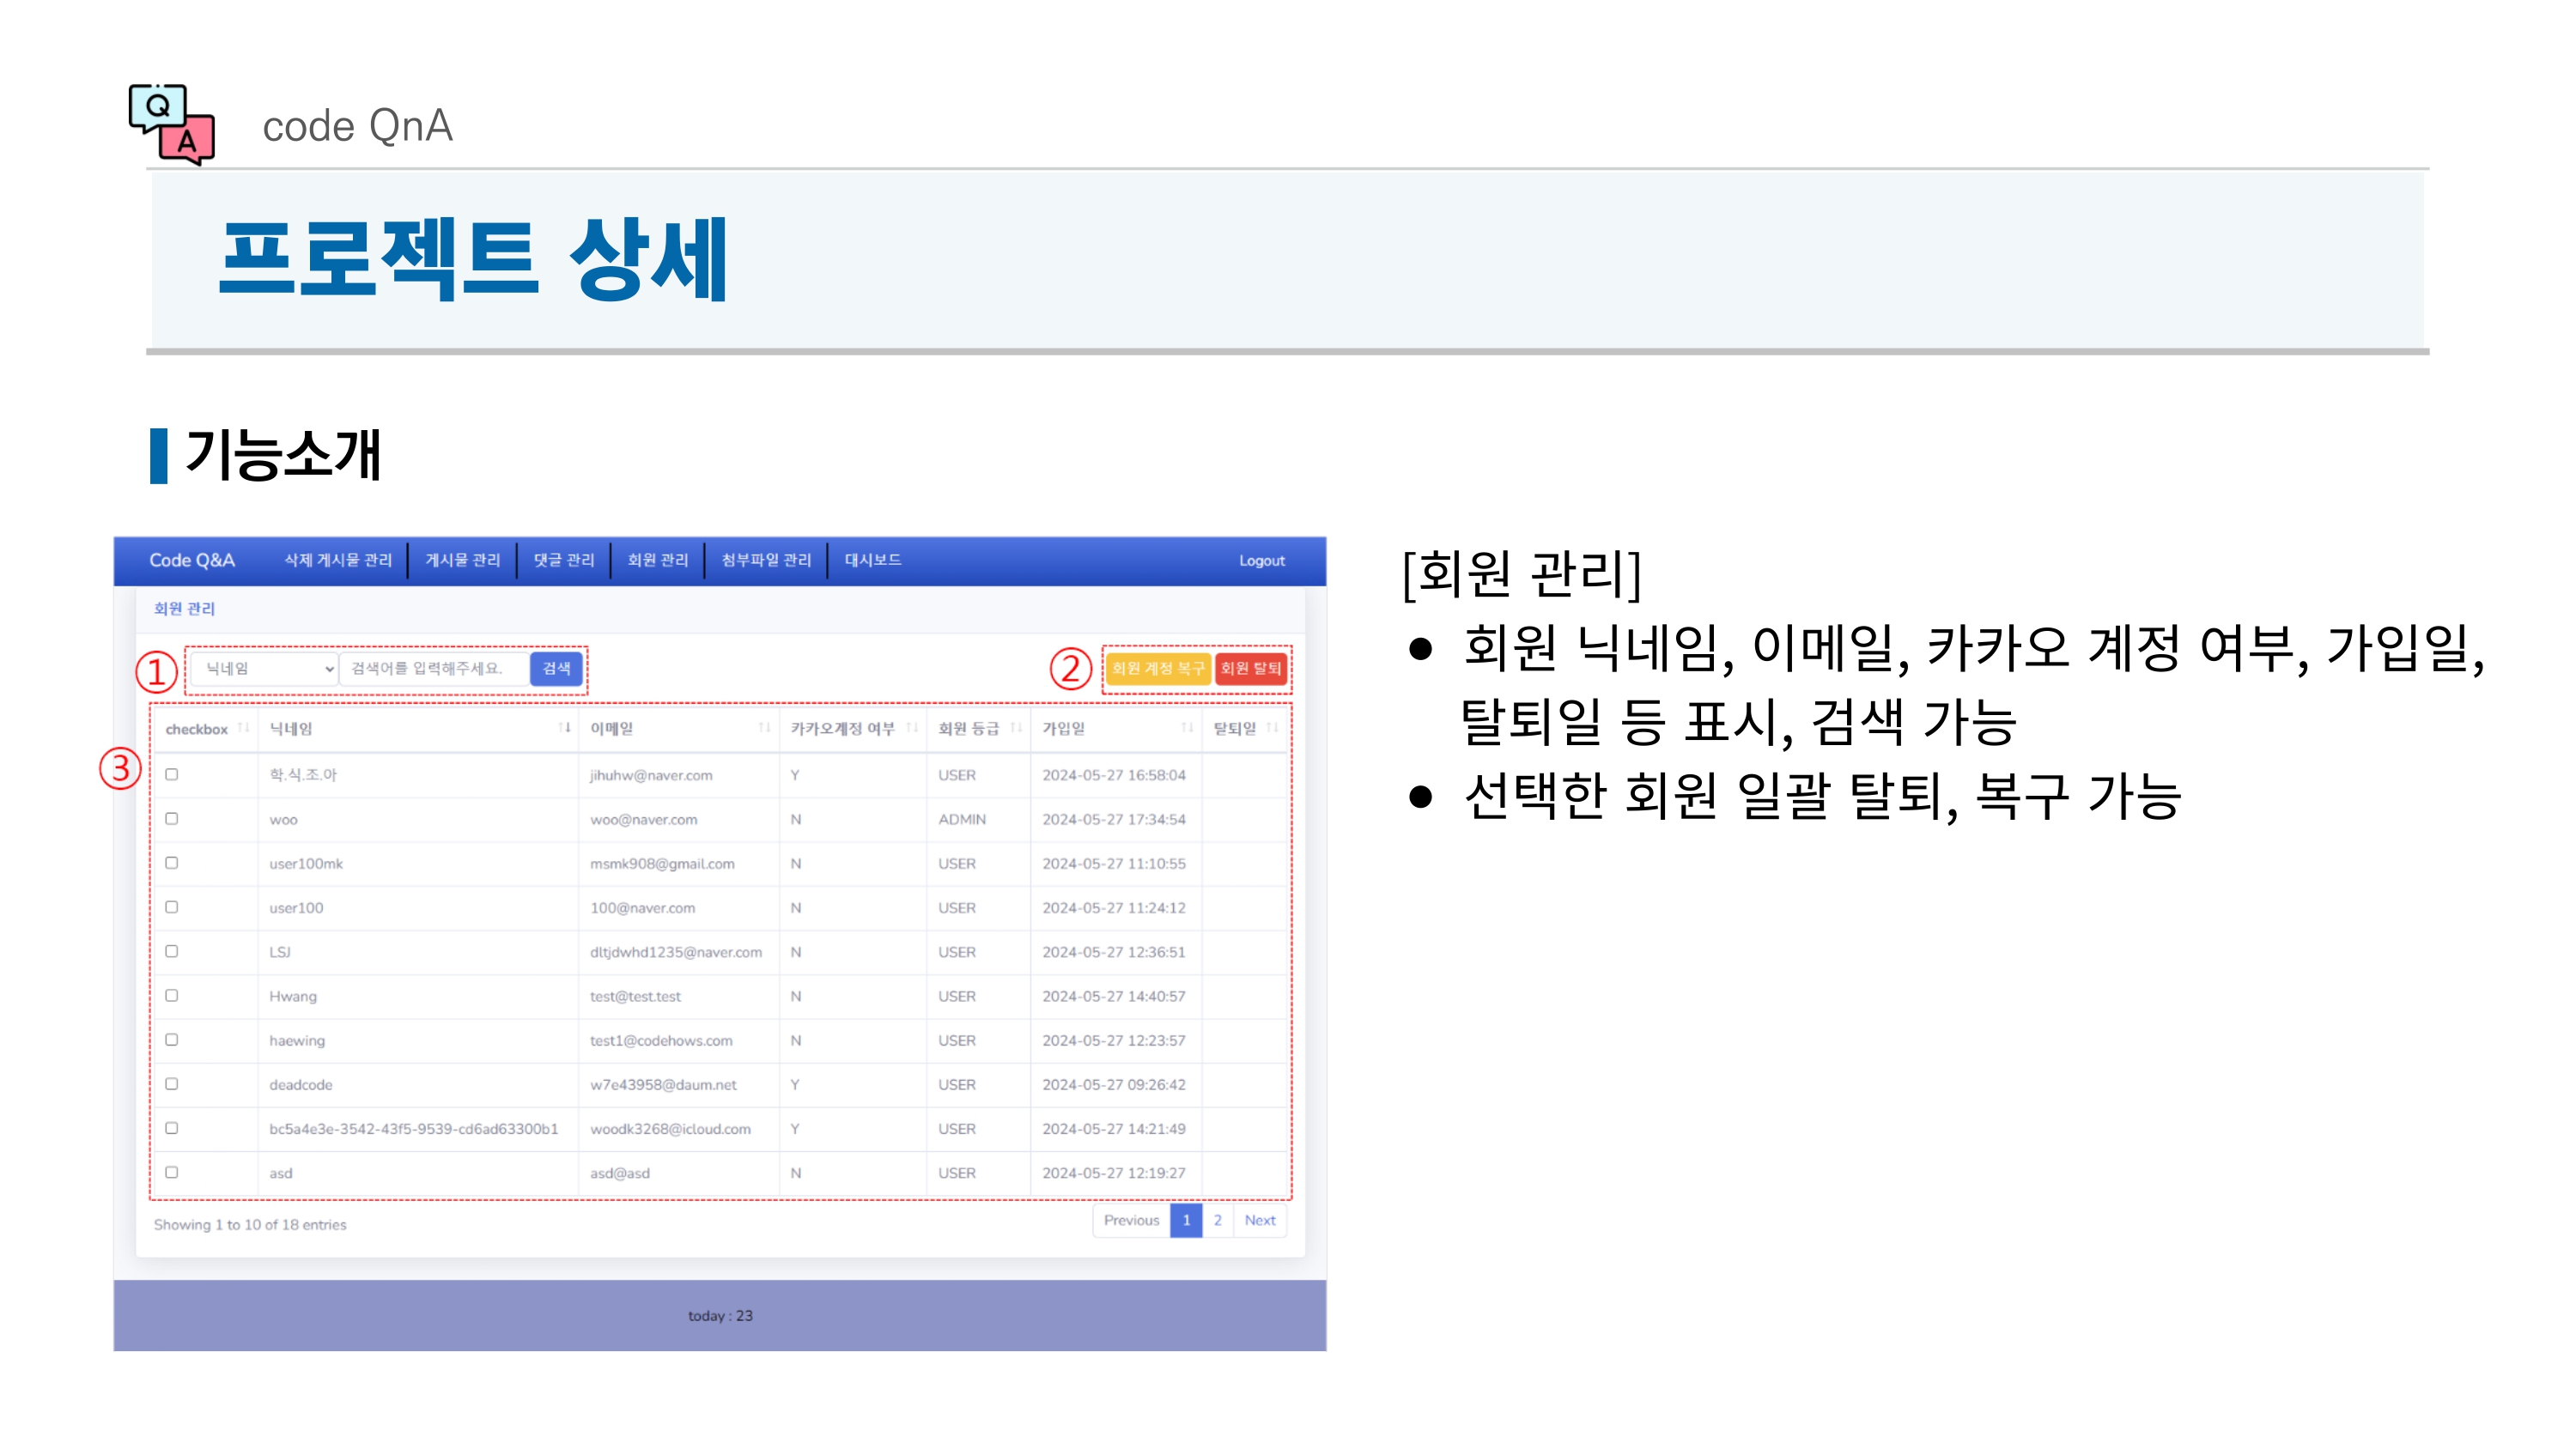 Q
A
code QnA
프로젝트 상세
기능소개
Code Q&A 삭제 게시물 관리 게시물 관리 댓글 관리 회원 관리 첨부파일 관리 대시보드 Logout
회원 관리
① 닉네임 검색어를 입력해주세요. 검색 ② 회원 계정 복구 회원 탈퇴
③
checkbox 닉네임 이메일 카카오계정 여부 회원 등급 가입일 탈퇴일
학.식.조.아 jihuhw@naver.com Y USER 2024-05-27 16:58:04
woo woo@naver.com N ADMIN 2024-05-27 17:34:54
user100mk msmk908@gmail.com N USER 2024-05-27 11:10:55
user100 100@naver.com N USER 2024-05-27 11:24:12
LSJ dltjdwhd1235@naver.com N USER 2024-05-27 12:36:51
Hwang test@test.test N USER 2024-05-27 14:40:57
haewing test1@codehows.com N USER 2024-05-27 12:23:57
deadcode w7e43958@daum.net Y USER 2024-05-27 09:26:42
bc5a4e3e-3542-43f5-9539-cd6ad63300b1 woodk3268@icloud.com Y USER 2024-05-27 14:21:49
asd asd@asd N USER 2024-05-27 12:19:27
Showing 1 to 10 of 18 entries Previous 1 2 Next
today : 23
[회원 관리]
● 회원 닉네임, 이메일, 카카오 계정 여부, 가입일,
탈퇴일 등 표시, 검색 가능
● 선택한 회원 일괄 탈퇴, 복구 가능